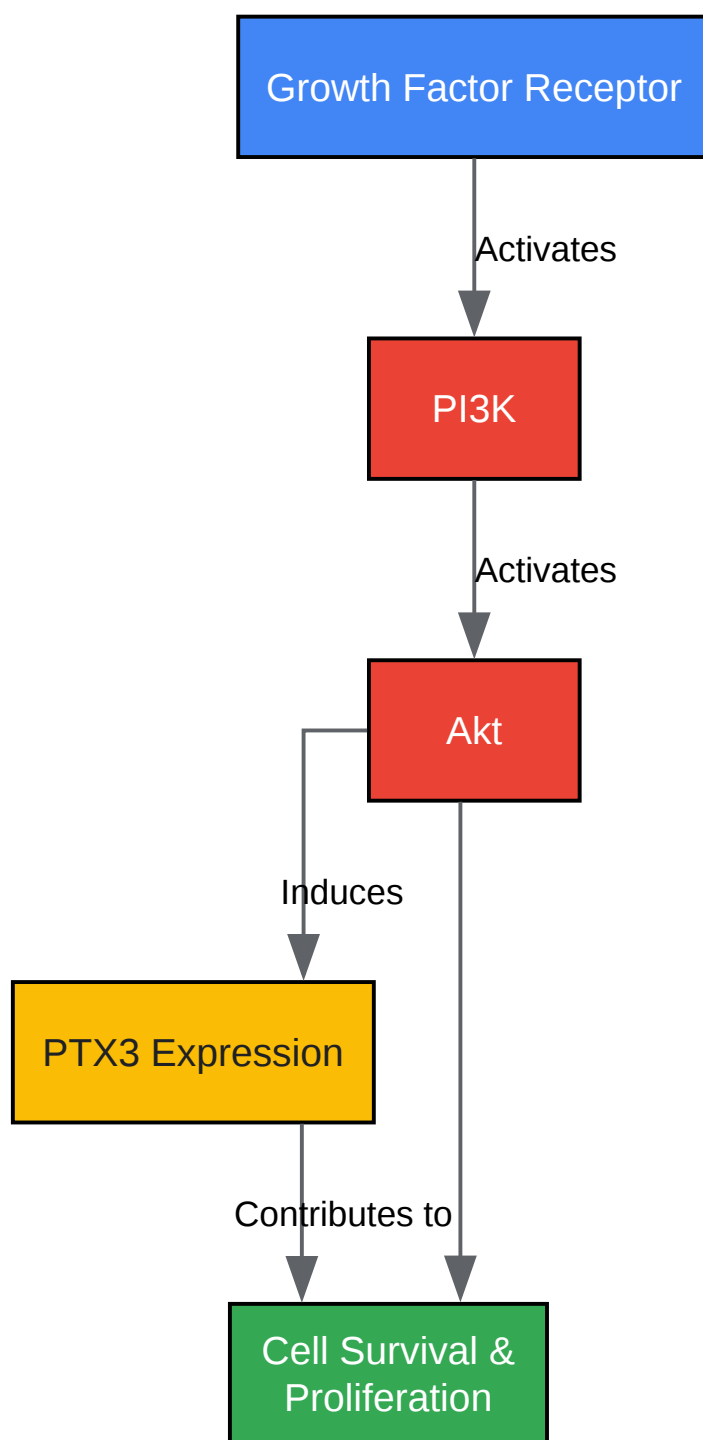 Growth Factor Receptor
Activates
PI3K
Activates
Akt
Induces
PTX3 Expression
Contributes to
Cell Survival &
Proliferation